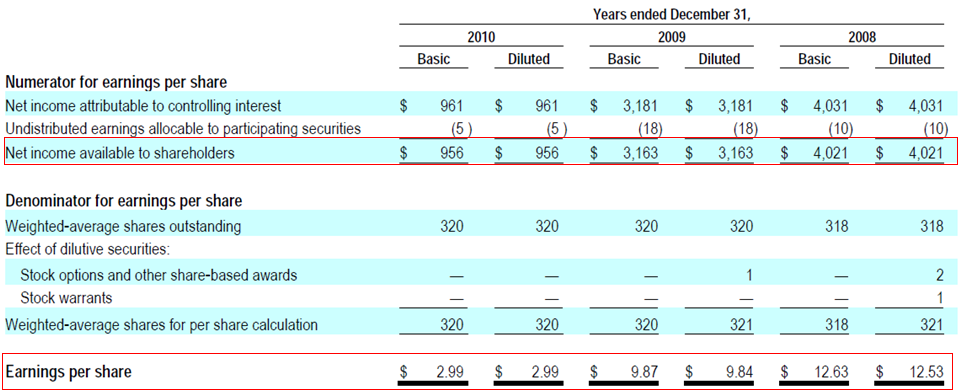 Years ended December 31,
2010 2009 2008
Basic Diluted Basic Diluted Basic Diluted
Numerator for earnings per share
Net income attributable to controlling interest $ 961 $ 961 $ 3,181 $ 3,181 $ 4,031 $ 4,031
Undistributed earnings allocable to participating securities (5 ) (5 ) (18) (18) (10) (10)
Net income available to shareholders $ 956 $ 956 $ 3,163 $ 3,163 $ 4,021 $ 4,021
Denominator for earnings per share
Weighted-average shares outstanding 320 320 320 320 318 318
Effect of dilutive securities:
Stock options and other share-based awards — — — 1 — 2
Stock warrants — — — — — 1
Weighted-average shares for per share calculation 320 320 320 321 318 321
Earnings per share $ 2.99 $ 2.99 $ 9.87 $ 9.84 $ 12.63 $ 12.53